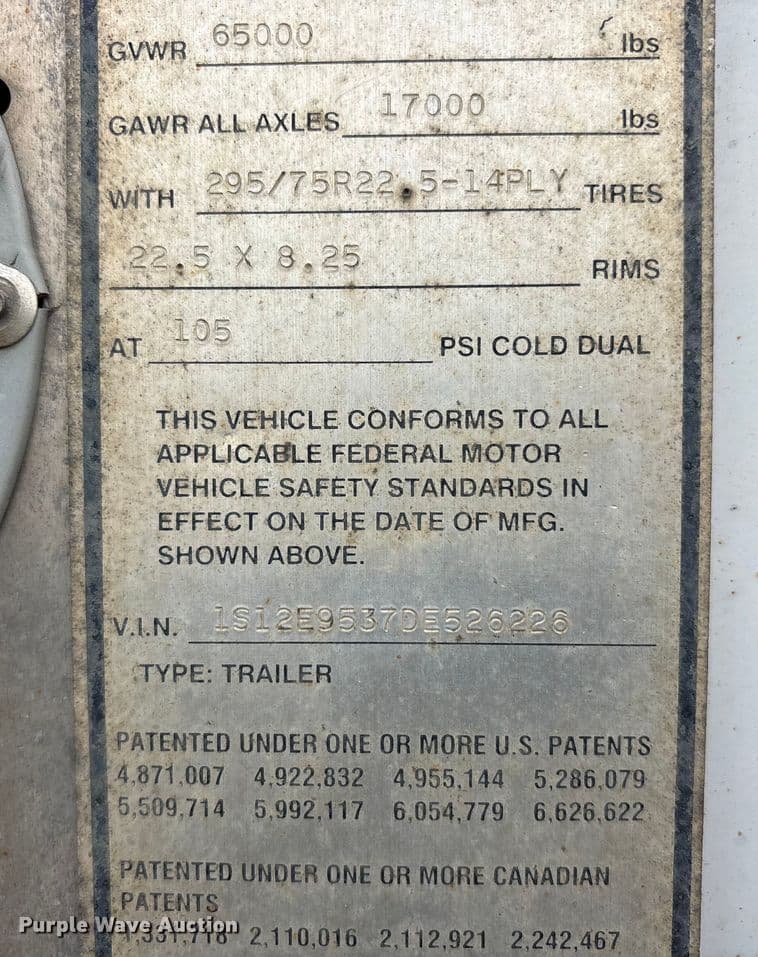 GVWR 65000 lbs
GAWR ALL AXLES 17000 lbs
WITH 295/75R22.5-14PLY TIRES
22.5 X 8.25 RIMS
AT 105 PSI COLD DUAL
THIS VEHICLE CONFORMS TO ALL
APPLICABLE FEDERAL MOTOR
VEHICLE SAFETY STANDARDS IN
EFFECT ON THE DATE OF MFG.
SHOWN ABOVE.
V.I.N. 1S12E9537DE526226
TYPE: TRAILER
PATENTED UNDER ONE OR MORE U.S. PATENTS
4,871,007 4,922,832 4,955,144 5,286,079
5,509,714 5,992,117 6,054,779 6,626,622
PATENTED UNDER ONE OR MORE CANADIAN
PATENTS
Purple Wave Auction
1,331,718 2,110,016 2,112,921 2,242,467